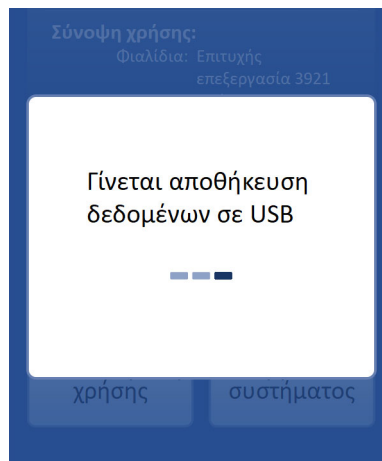 Σύνοψη χρήσης:
Φιαλίδια: Επιτυχής
επεξεργασία 3921
Γίνεται αποθήκευση
δεδομένων σε USB
χρήσης
συστήματος